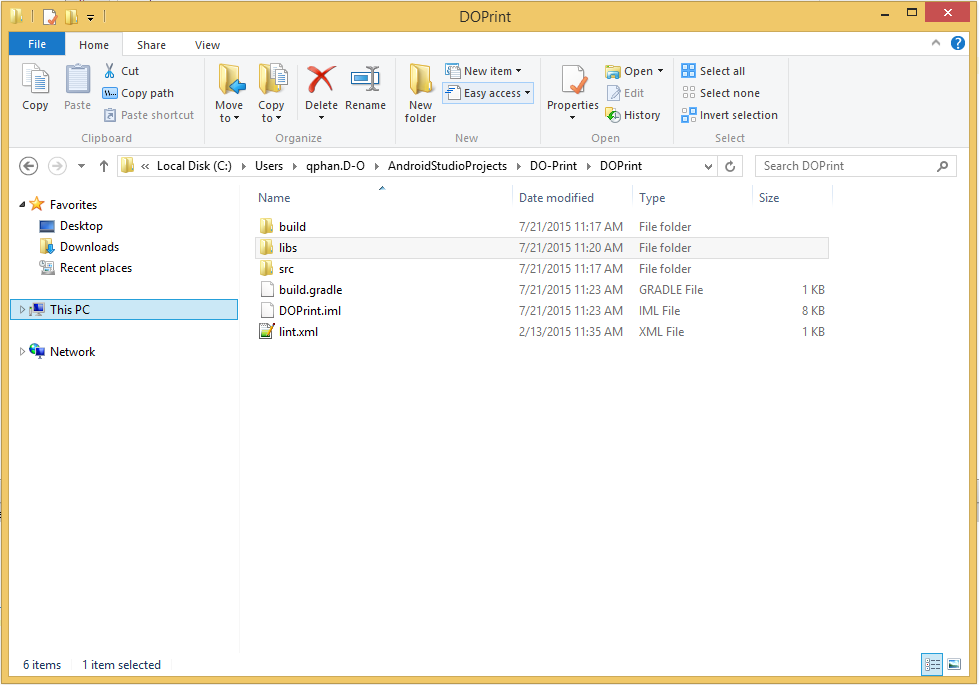 DOPrint
File Home Share View
Copy
Paste
Cut
Copy path
Paste shortcut
Clipboard
Move to
Copy to
Delete
Rename
Organize
New folder
New item
Easy access
New
Properties
Open
Edit
History
Open
Select all
Select none
Invert selection
Select
« Local Disk (C:) Users qphan.D-O AndroidStudioProjects DO-Print DOPrint
Search DOPrint
Favorites
Desktop
Downloads
Recent places
This PC
Network
Name Date modified Type Size
build 7/21/2015 11:17 AM File folder
libs 7/21/2015 11:20 AM File folder
src 7/21/2015 11:17 AM File folder
build.gradle 7/21/2015 11:23 AM GRADLE File 1 KB
DOPrint.iml 7/21/2015 11:23 AM IML File 8 KB
lint.xml 2/13/2015 11:35 AM XML File 1 KB
6 items 1 item selected